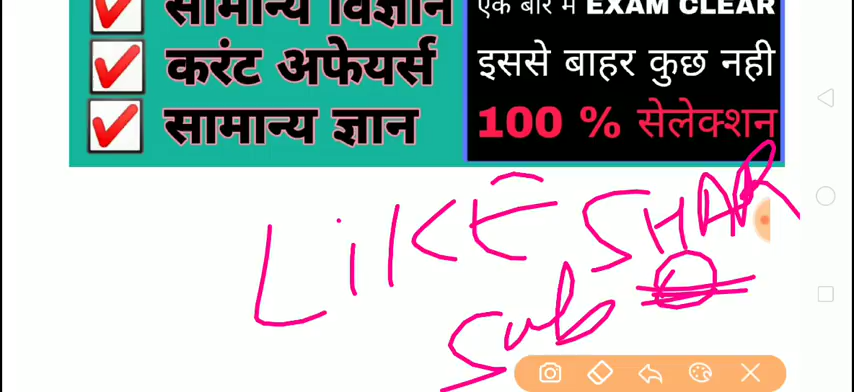 सामान्य विज्ञान
करंट अफेयर्स
सामान्य ज्ञान
एक बार में EXAM CLEAR
इससे बाहर कुछ नही
100 % सेलेक्शन
LiKE SHAR
Sub